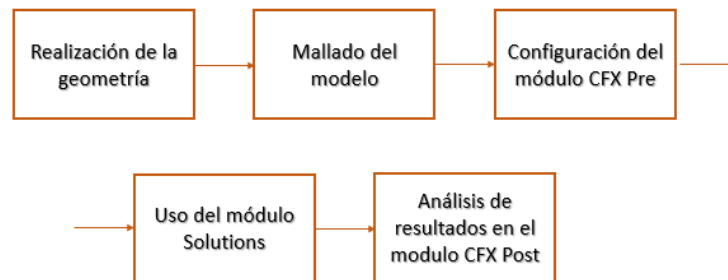 Realización de la
geometría
Mallado del
modelo
Configuración del
módulo CFX Pre
Uso del módulo
Solutions
Análisis de
resultados en el
modulo CFX Post